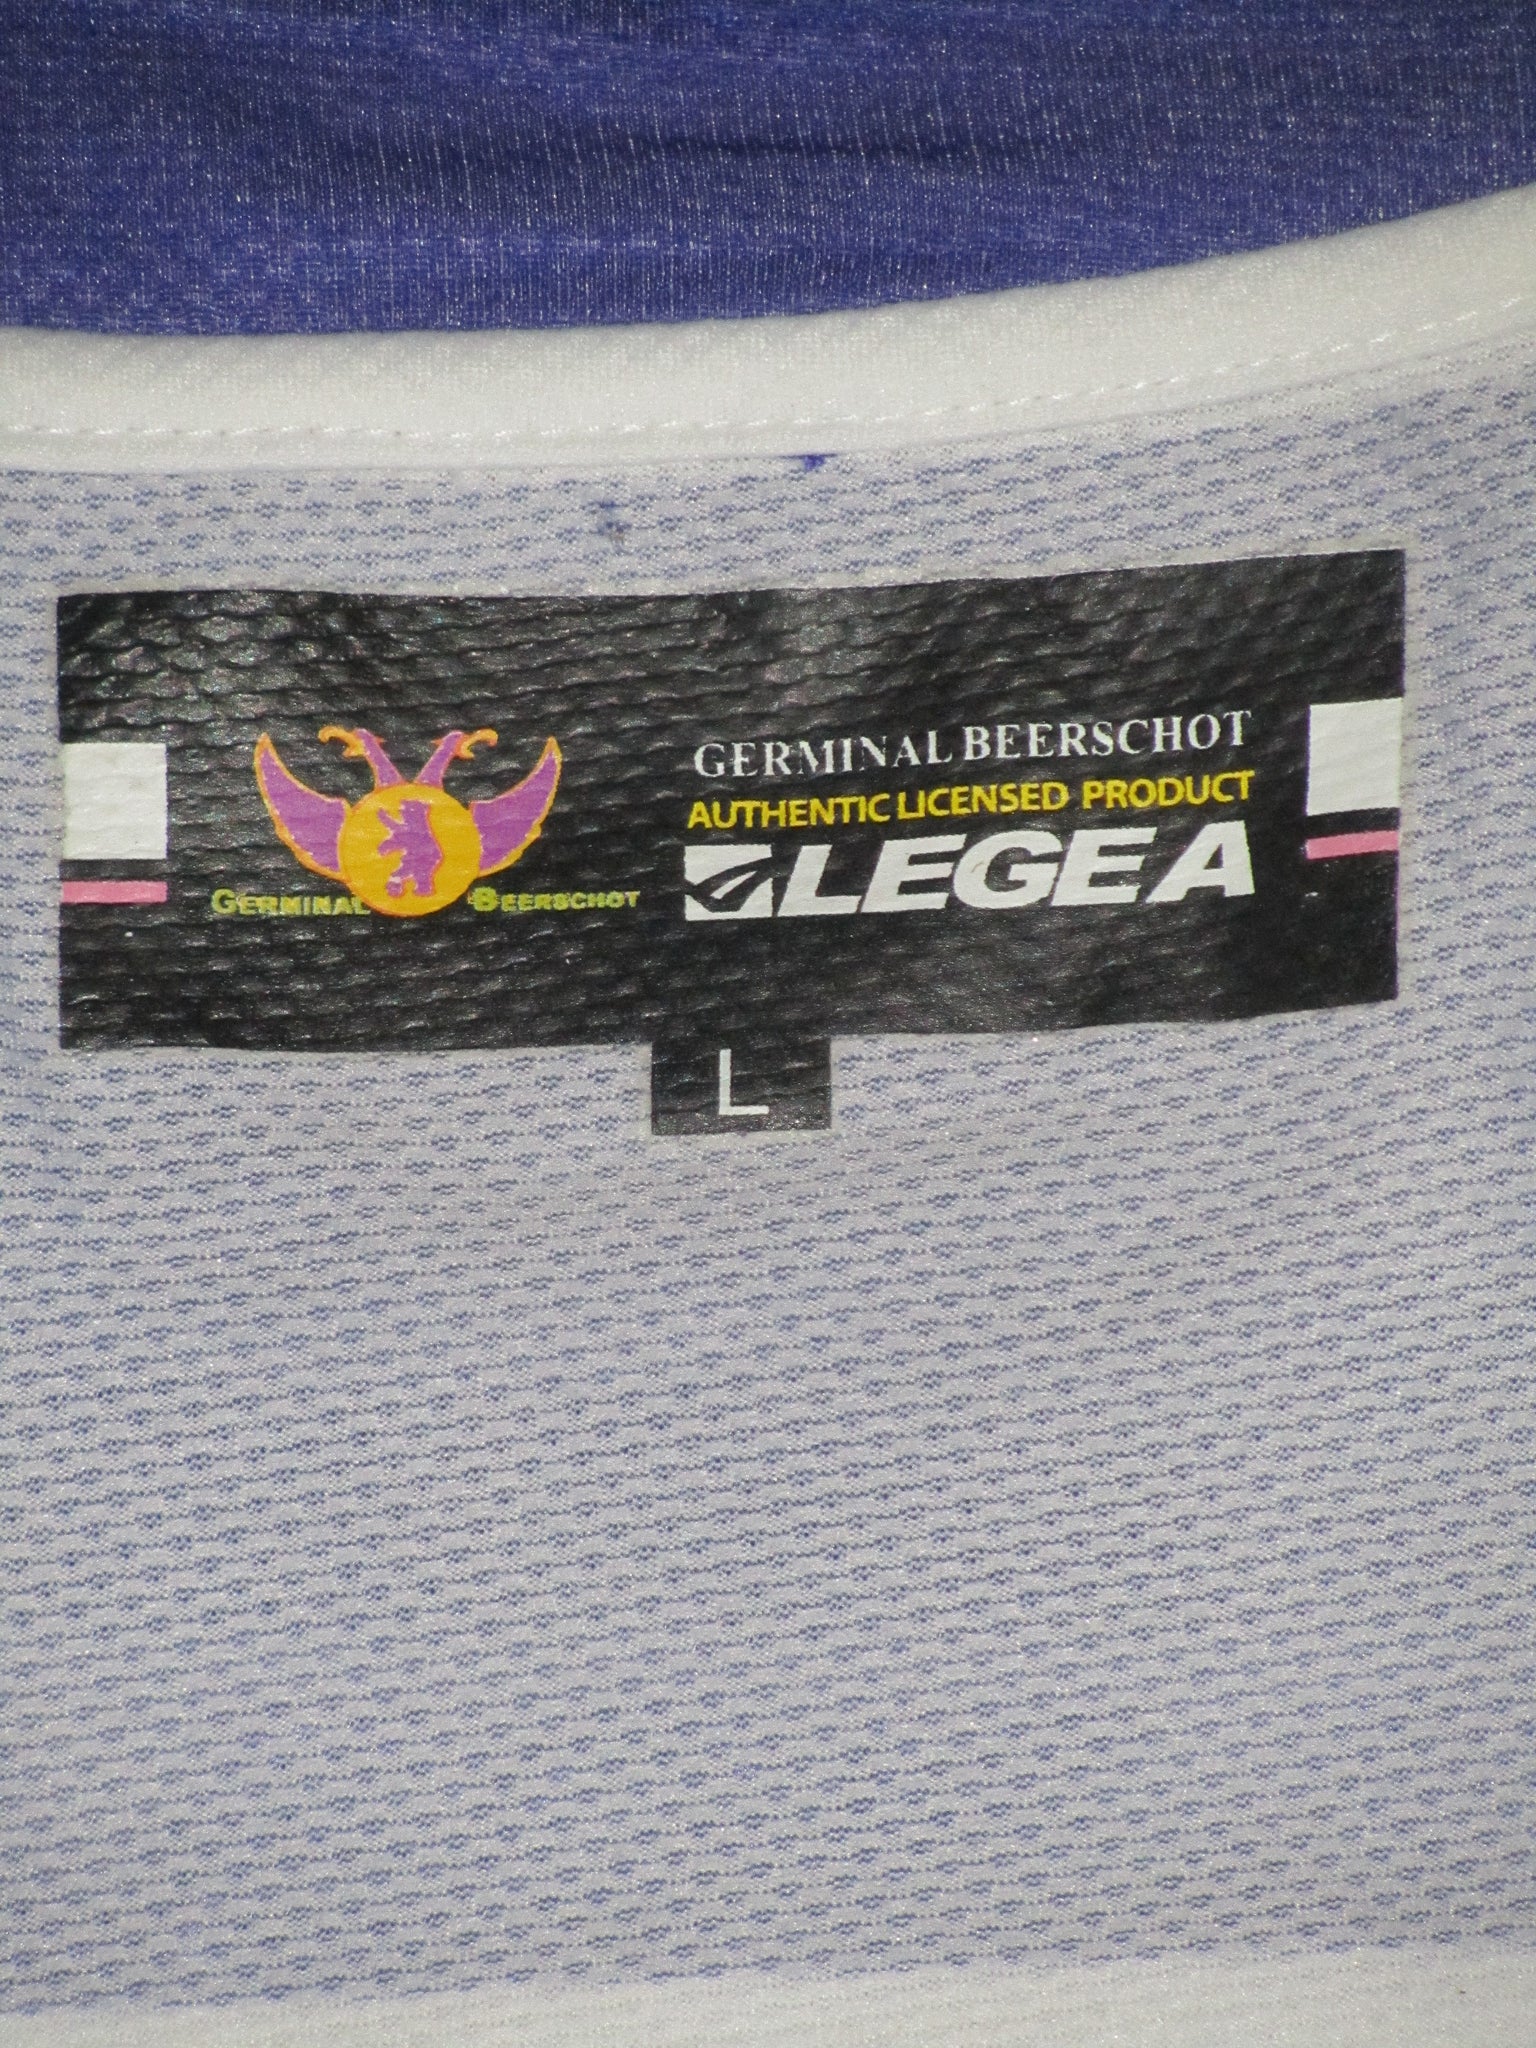 GERMINAL BEERSCHOT
GERMINAL BEERSCHOT
AUTHENTIC LICENSED PRODUCT
LEGEA
L